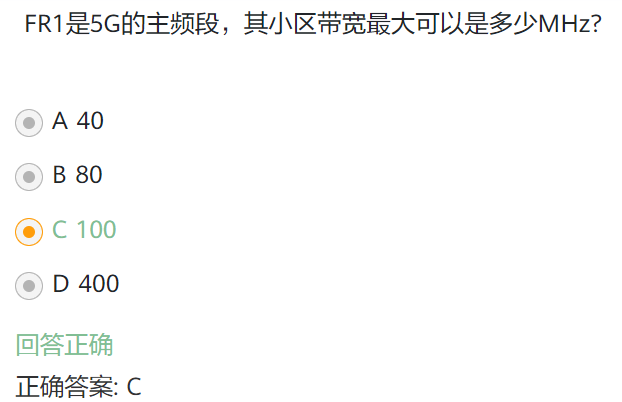 FR1是5G的主频段，其小区带宽最大可以是多少MHz?
A 40
B 80
C 100
D 400
回答正确
正确答案: C